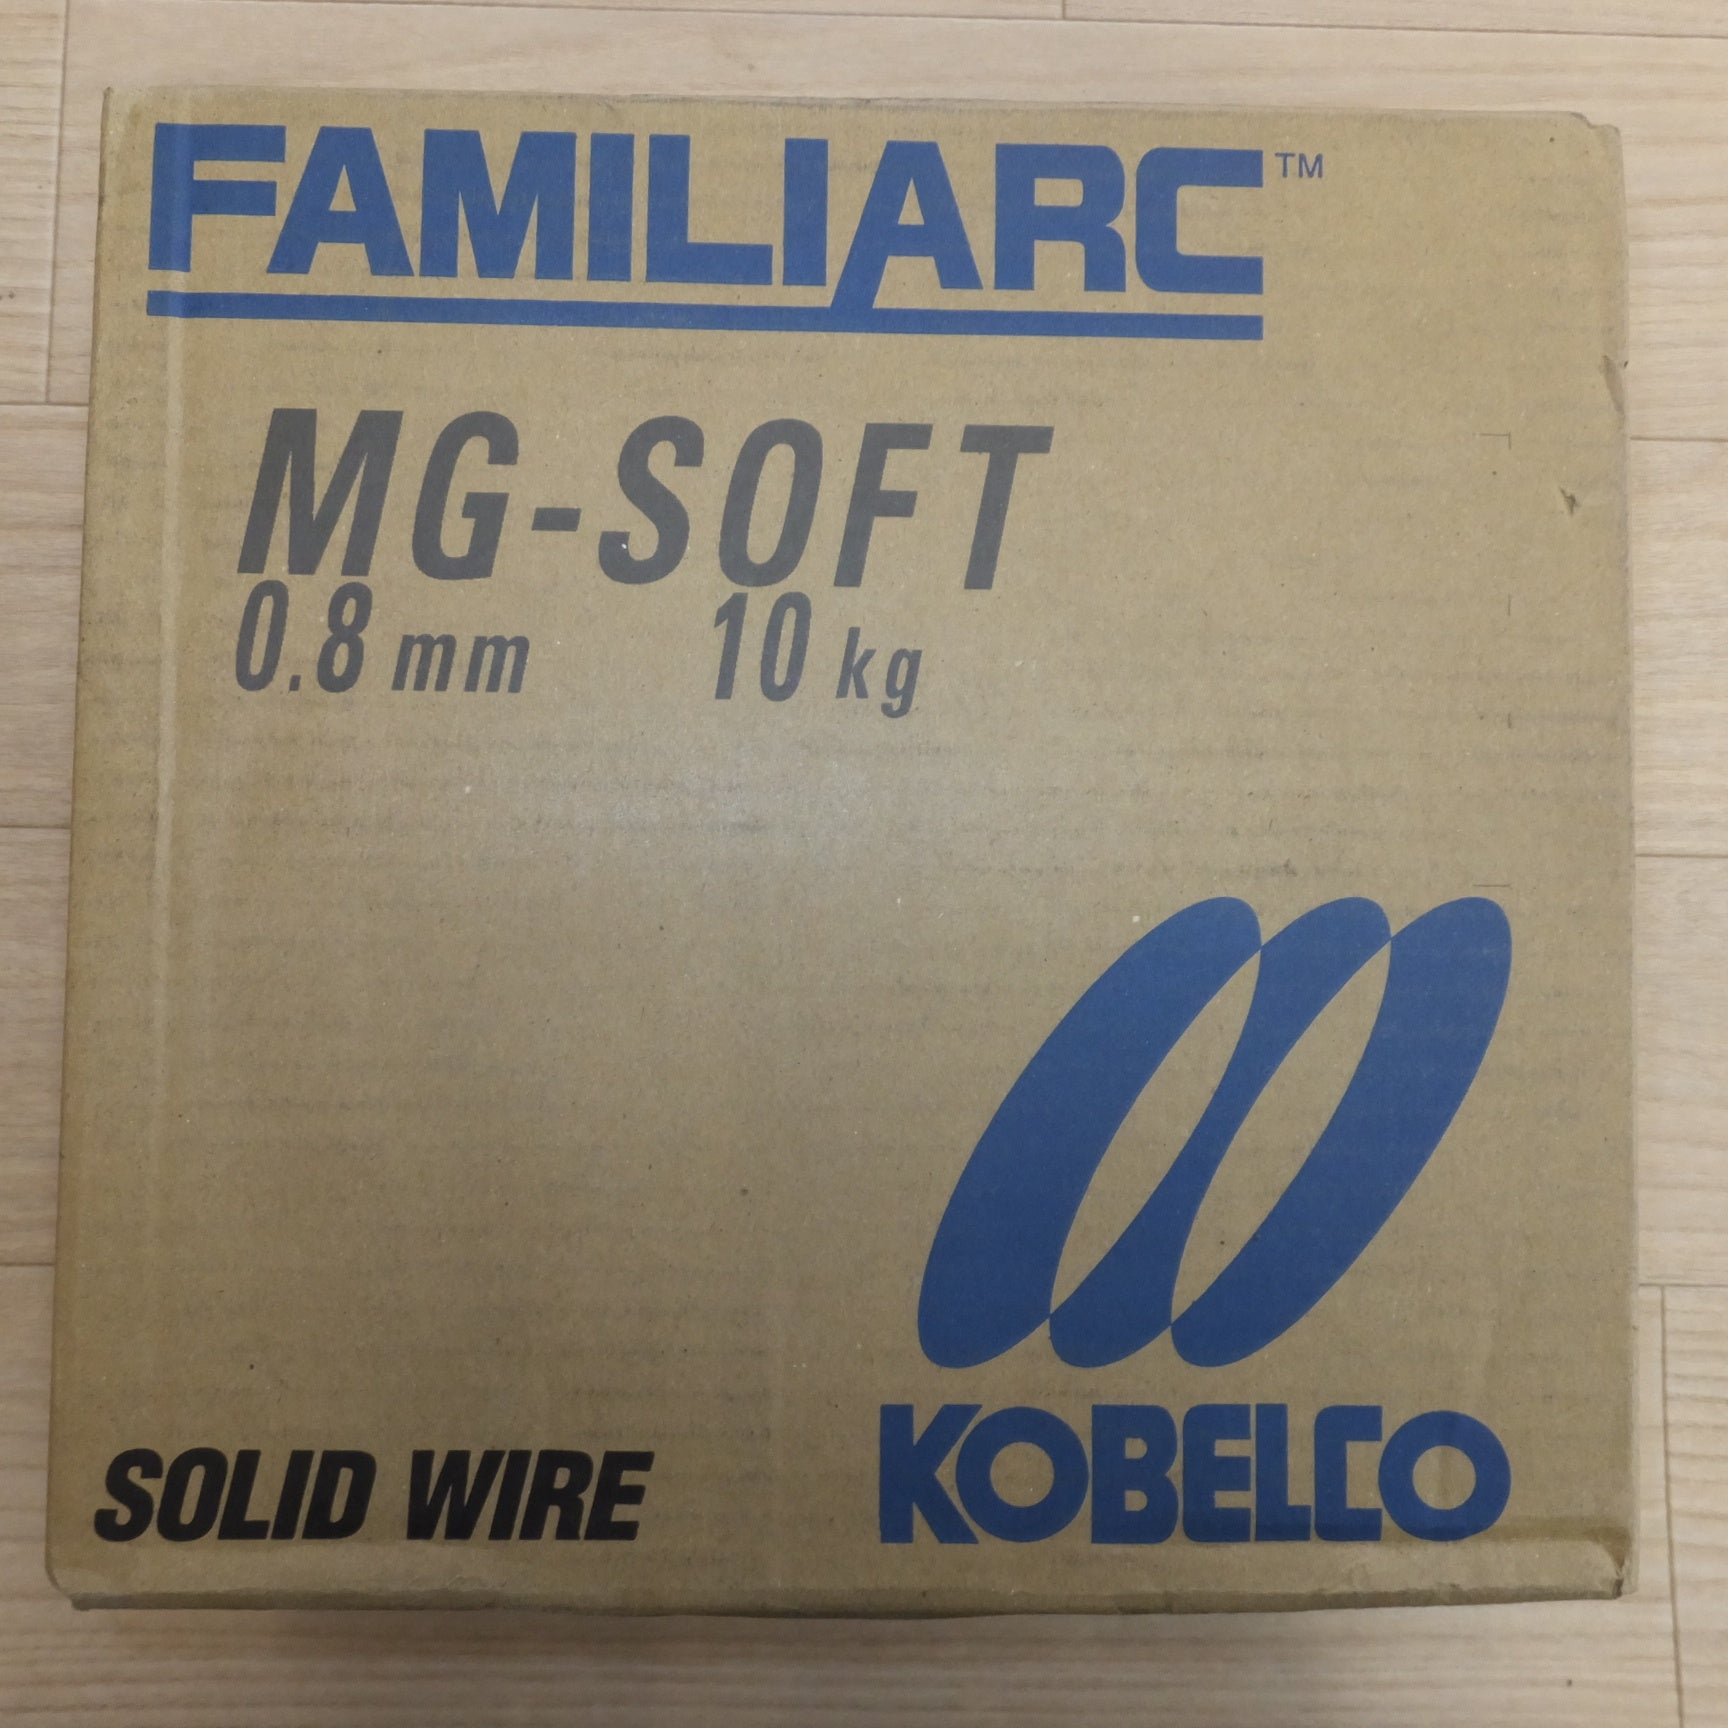 FAMILIARC™
MG-SOFT
0.8 mm 10 kg
SOLID WIRE
KOBELCO